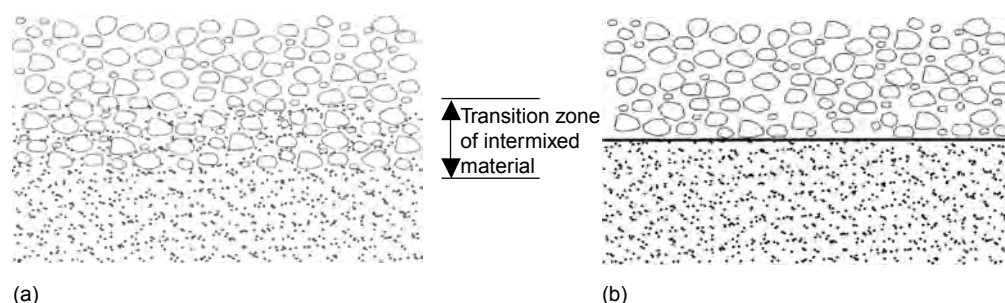 Transition zone
of intermixed
material
(a)
(b)